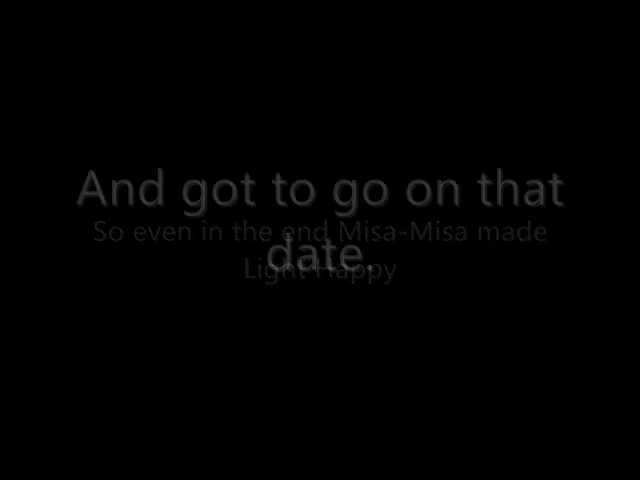 And got to go on that
date.
So even in the end Misa-Misa made
Light Happy